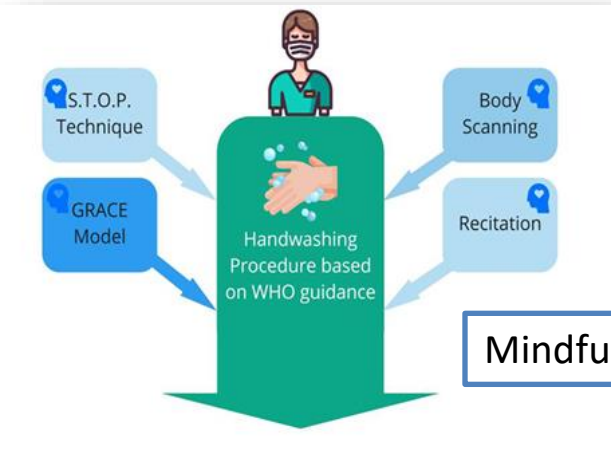 S.T.O.P.
Technique
GRACE
Model
Body
Scanning
Recitation
Handwashing
Procedure based
on WHO guidance
Mindfu